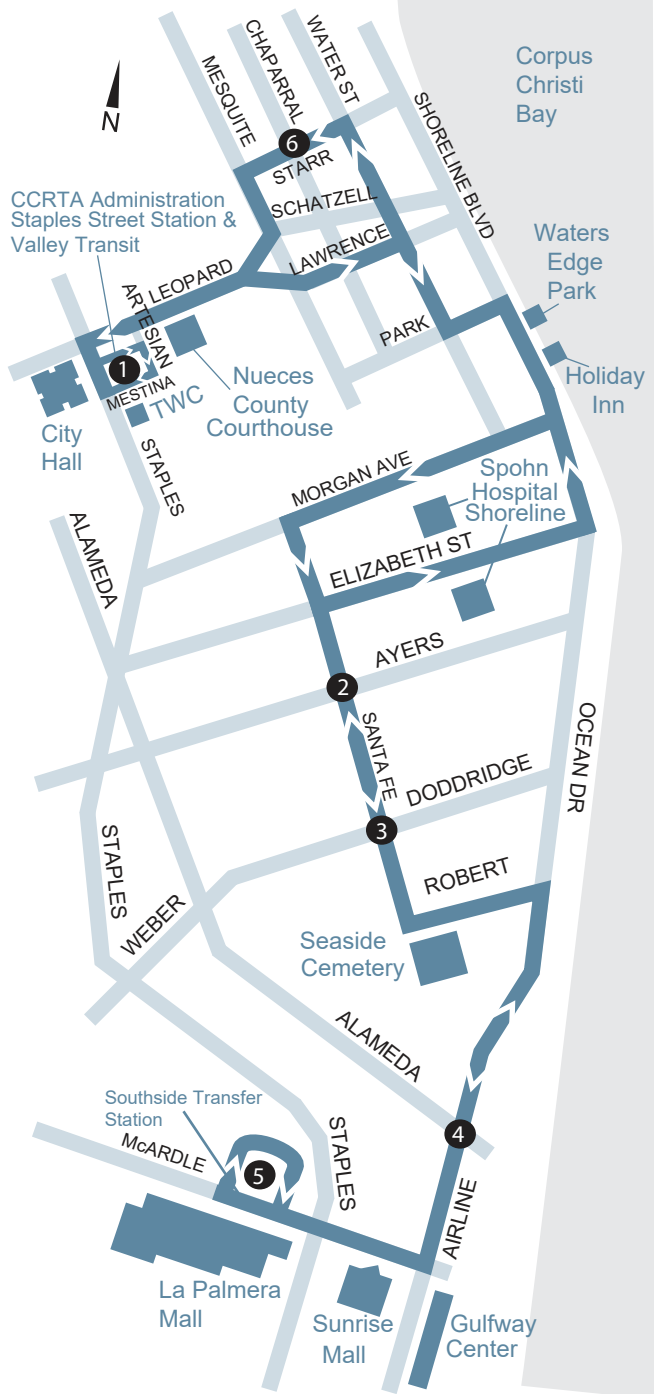 MESQUITE
CHAPARRAL
WATER ST
SHORELINE BLVD
Corpus
Christi
Bay
N
6
STARR
SCHATZELL
LAWRENCE
CCRTA Administration
Staples Street Station &
Valley Transit
LEOPARD
ARTESIAN
Waters
Edge
Park
PARK
1
MESTINA
TWC
Nueces
County
Courthouse
Holiday
Inn
City
Hall
STAPLES
MORGAN AVE
Spohn
Hospital
Shoreline
ALAMEDA
ELIZABETH ST
AYERS
2
SANTA FE
OCEAN DR
DODDRIDGE
3
STAPLES
ROBERT
WEBER
Seaside
Cemetery
ALAMEDA
Southside Transfer
Station
4
McARDLE
5
STAPLES
AIRLINE
La Palmera
Mall
Sunrise
Mall
Gulfway
Center